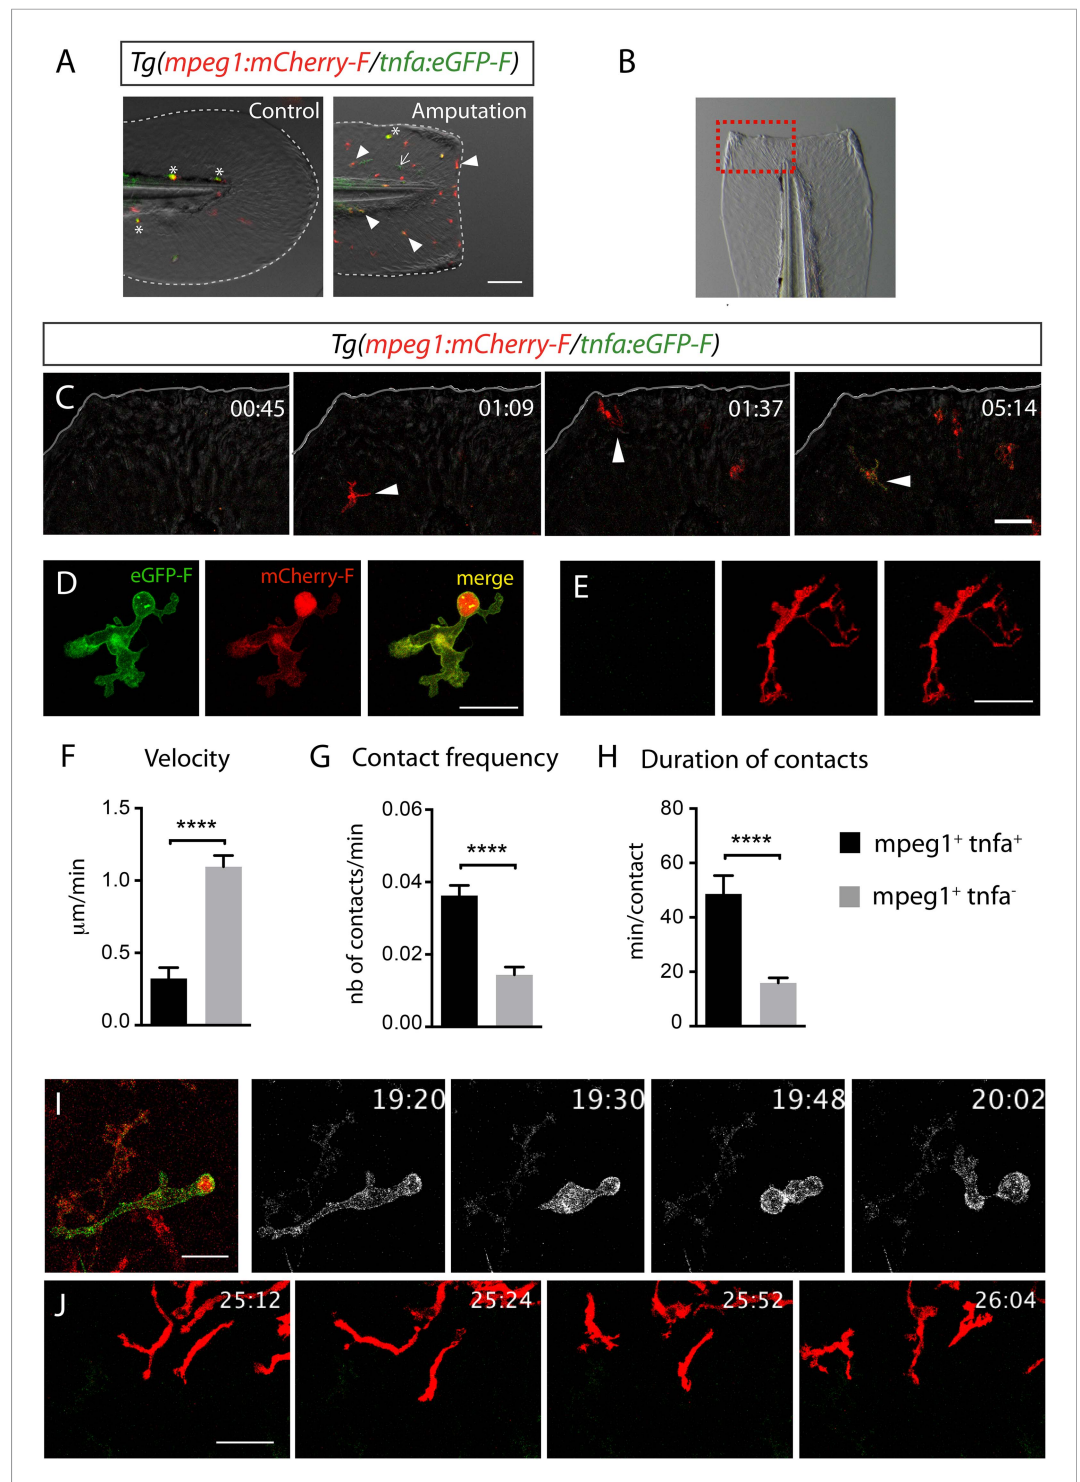 A
Tg(mpeg1:mCherry-F/tnfa:eGFP-F)
B
Control
*
*
*
Amputation
*
Tg(mpeg1:mCherry-F/tnfa:eGFP-F)
C
00:45
01:09
01:37
05:14
D
eGFP-F
mCherry-F
merge
E
F
Velocity
G
Contact frequency
H
Duration of contacts
1.5
1.0
0.5
0.0
µm/min
****
0.06
0.04
0.02
0.00
nb of contacts/min
****
80
60
40
20
0
min/contact
****
mpeg1⁺ tnfa⁺
mpeg1⁺ tnfa⁻
I
19:20
19:30
19:48
20:02
J
25:12
25:24
25:52
26:04